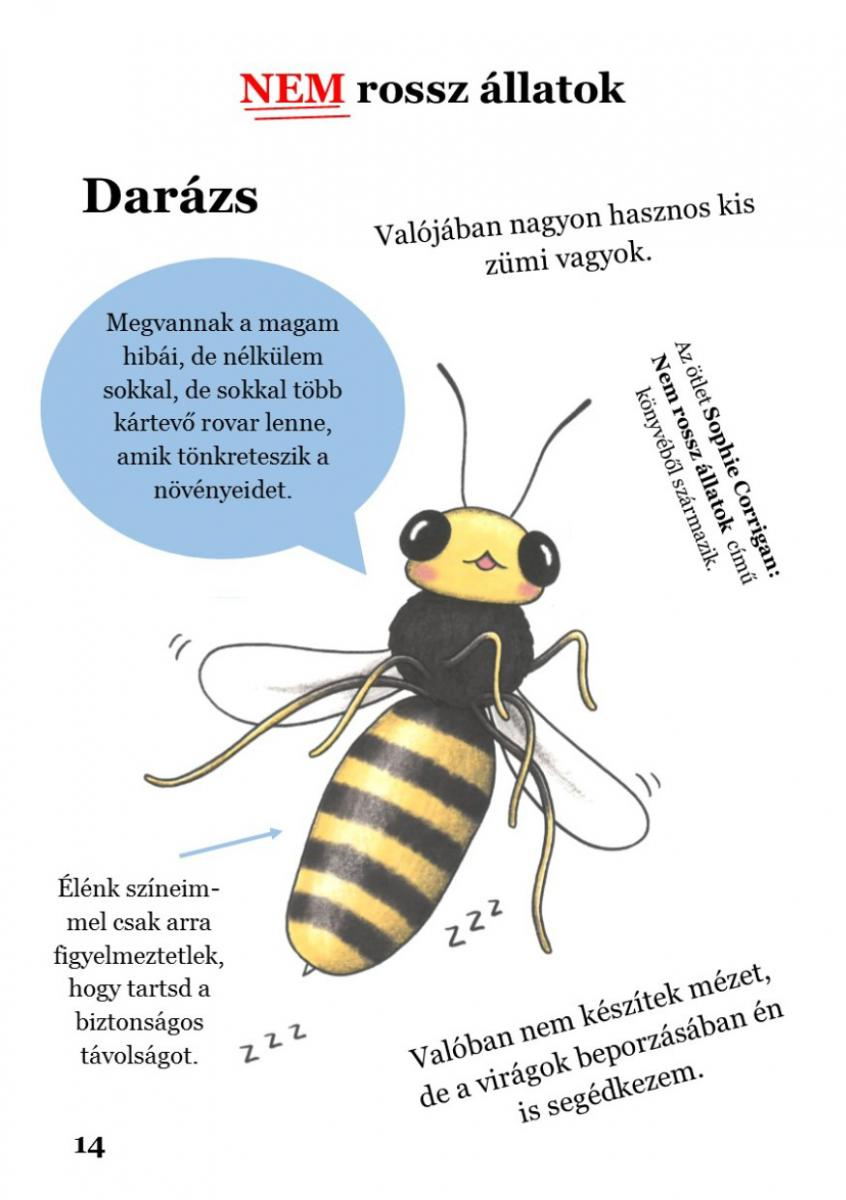 NEM rossz állatok
Darázs
Valójában nagyon hasznos kis
zümi vagyok.
Megvannak a magam
hibái, de nélkülem
sokkal, de sokkal több
kártevő rovar lenne,
amik tönkreteszik a
növényeidet.
Az ötlet Sophie Corrigan:
Nem rossz állatok című
könyvéből származik.
Élénk színeim-
mel csak arra
figyelmeztetlek,
hogy tartsd a
biztonságos
távolságot.
zzz
zzz
Valóban nem készítek mézet,
de a virágok beporzásában én
is segédkezem.
14